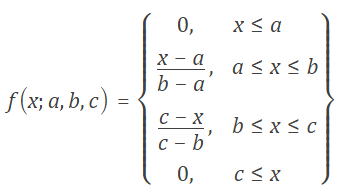 f(x; a, b, c) = { 0, x ≤ a
(x − a)/(b − a), a ≤ x ≤ b
(c − x)/(c − b), b ≤ x ≤ c
0, c ≤ x }